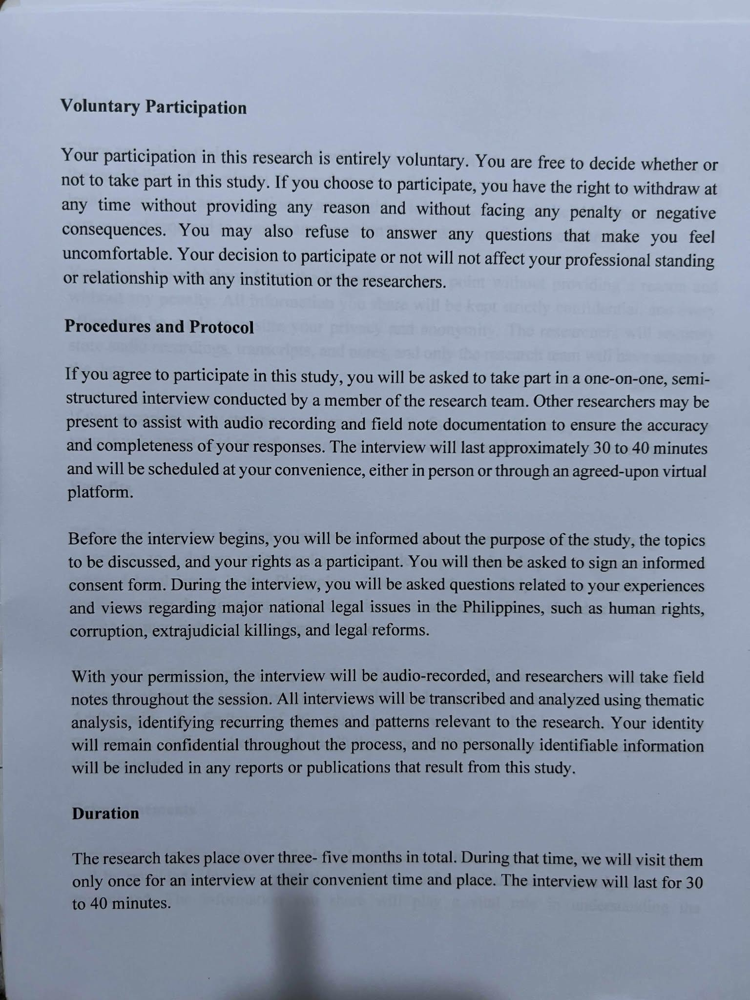 Voluntary Participation
Your participation in this research is entirely voluntary. You are free to decide whether or
not to take part in this study. If you choose to participate, you have the right to withdraw at
any time without providing any reason and without facing any penalty or negative
consequences. You may also refuse to answer any questions that make you feel
uncomfortable. Your decision to participate or not will not affect your professional standing
or relationship with any institution or the researchers.
Procedures and Protocol
If you agree to participate in this study, you will be asked to take part in a one-on-one, semi-
structured interview conducted by a member of the research team. Other researchers may be
present to assist with audio recording and field note documentation to ensure the accuracy
and completeness of your responses. The interview will last approximately 30 to 40 minutes
and will be scheduled at your convenience, either in person or through an agreed-upon virtual
platform.
Before the interview begins, you will be informed about the purpose of the study, the topics
to be discussed, and your rights as a participant. You will then be asked to sign an informed
consent form. During the interview, you will be asked questions related to your experiences
and views regarding major national legal issues in the Philippines, such as human rights,
corruption, extrajudicial killings, and legal reforms.
With your permission, the interview will be audio-recorded, and researchers will take field
notes throughout the session. All interviews will be transcribed and analyzed using thematic
analysis, identifying recurring themes and patterns relevant to the research. Your identity
will remain confidential throughout the process, and no personally identifiable information
will be included in any reports or publications that result from this study.
Duration
The research takes place over three- five months in total. During that time, we will visit them
only once for an interview at their convenient time and place. The interview will last for 30
to 40 minutes.